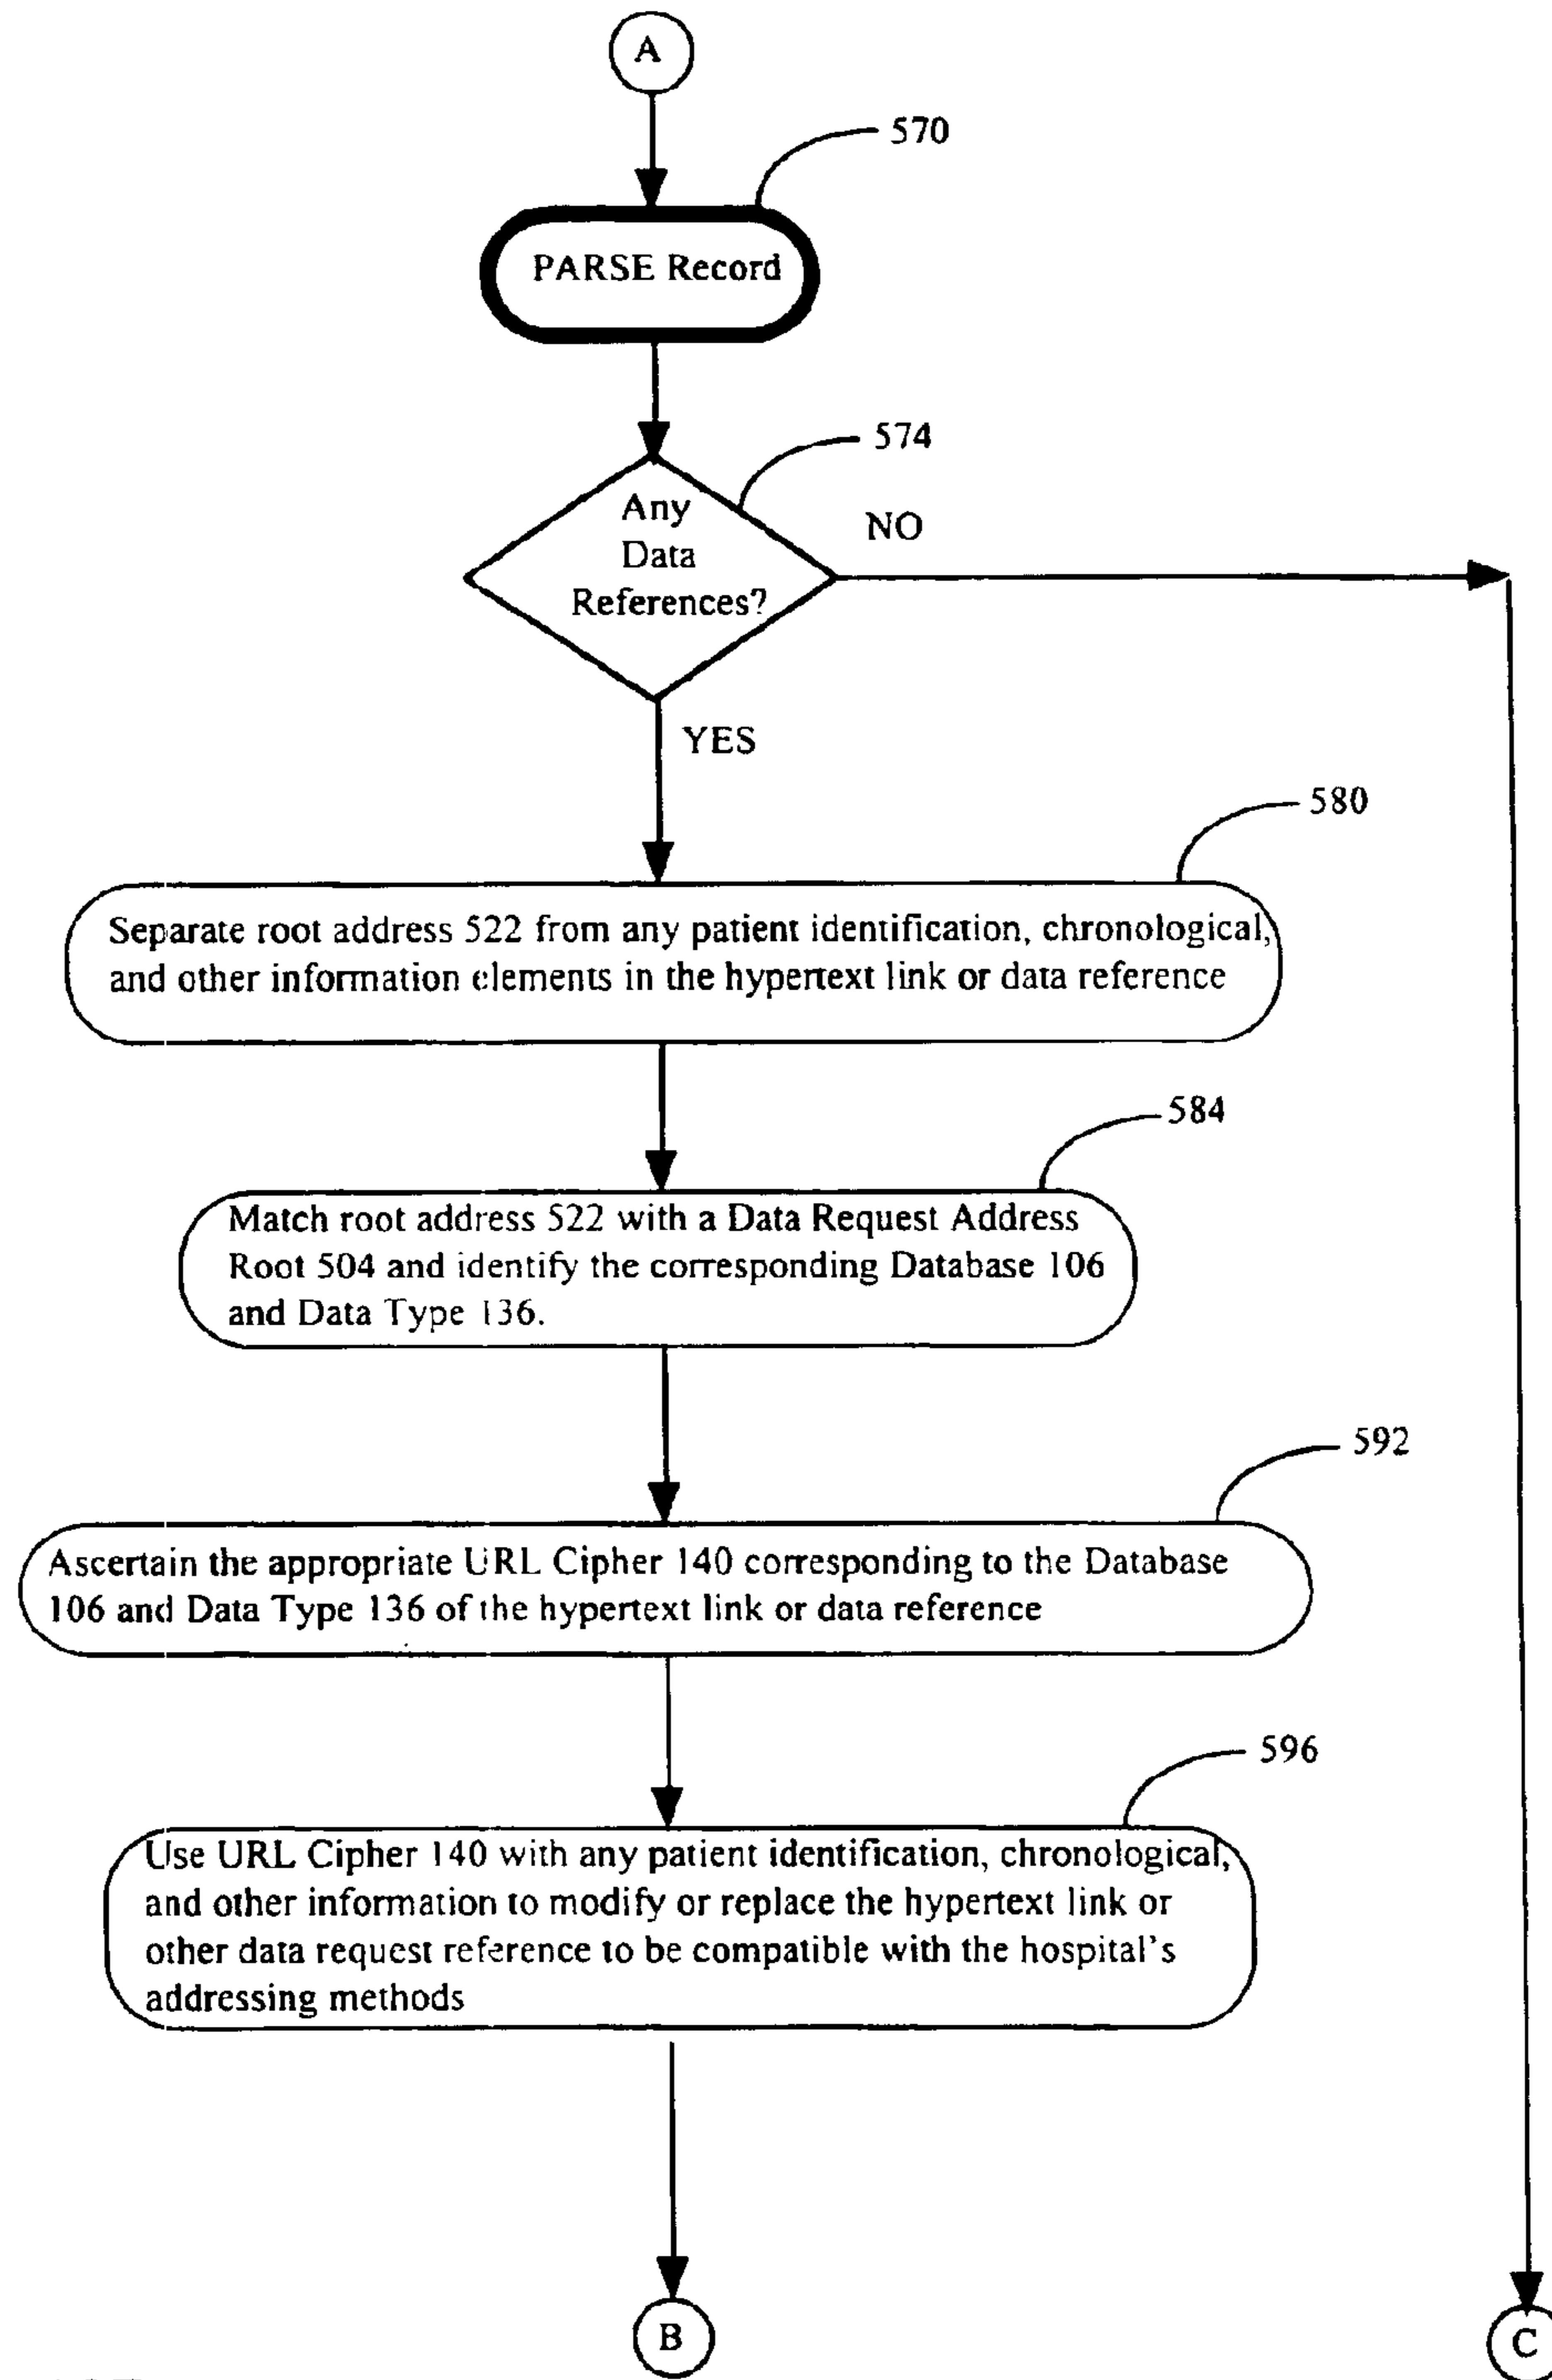 A
570
PARSE Record
574
Any
Data
References?
NO
YES
580
Separate root address 522 from any patient identification, chronological,
and other information elements in the hypertext link or data reference
584
Match root address 522 with a Data Request Address
Root 504 and identify the corresponding Database 106
and Data Type 136.
592
Ascertain the appropriate URL Cipher 140 corresponding to the Database
106 and Data Type 136 of the hypertext link or data reference
596
Use URL Cipher 140 with any patient identification, chronological,
and other information to modify or replace the hypertext link or
other data request reference to be compatible with the hospital's
addressing methods
B
C